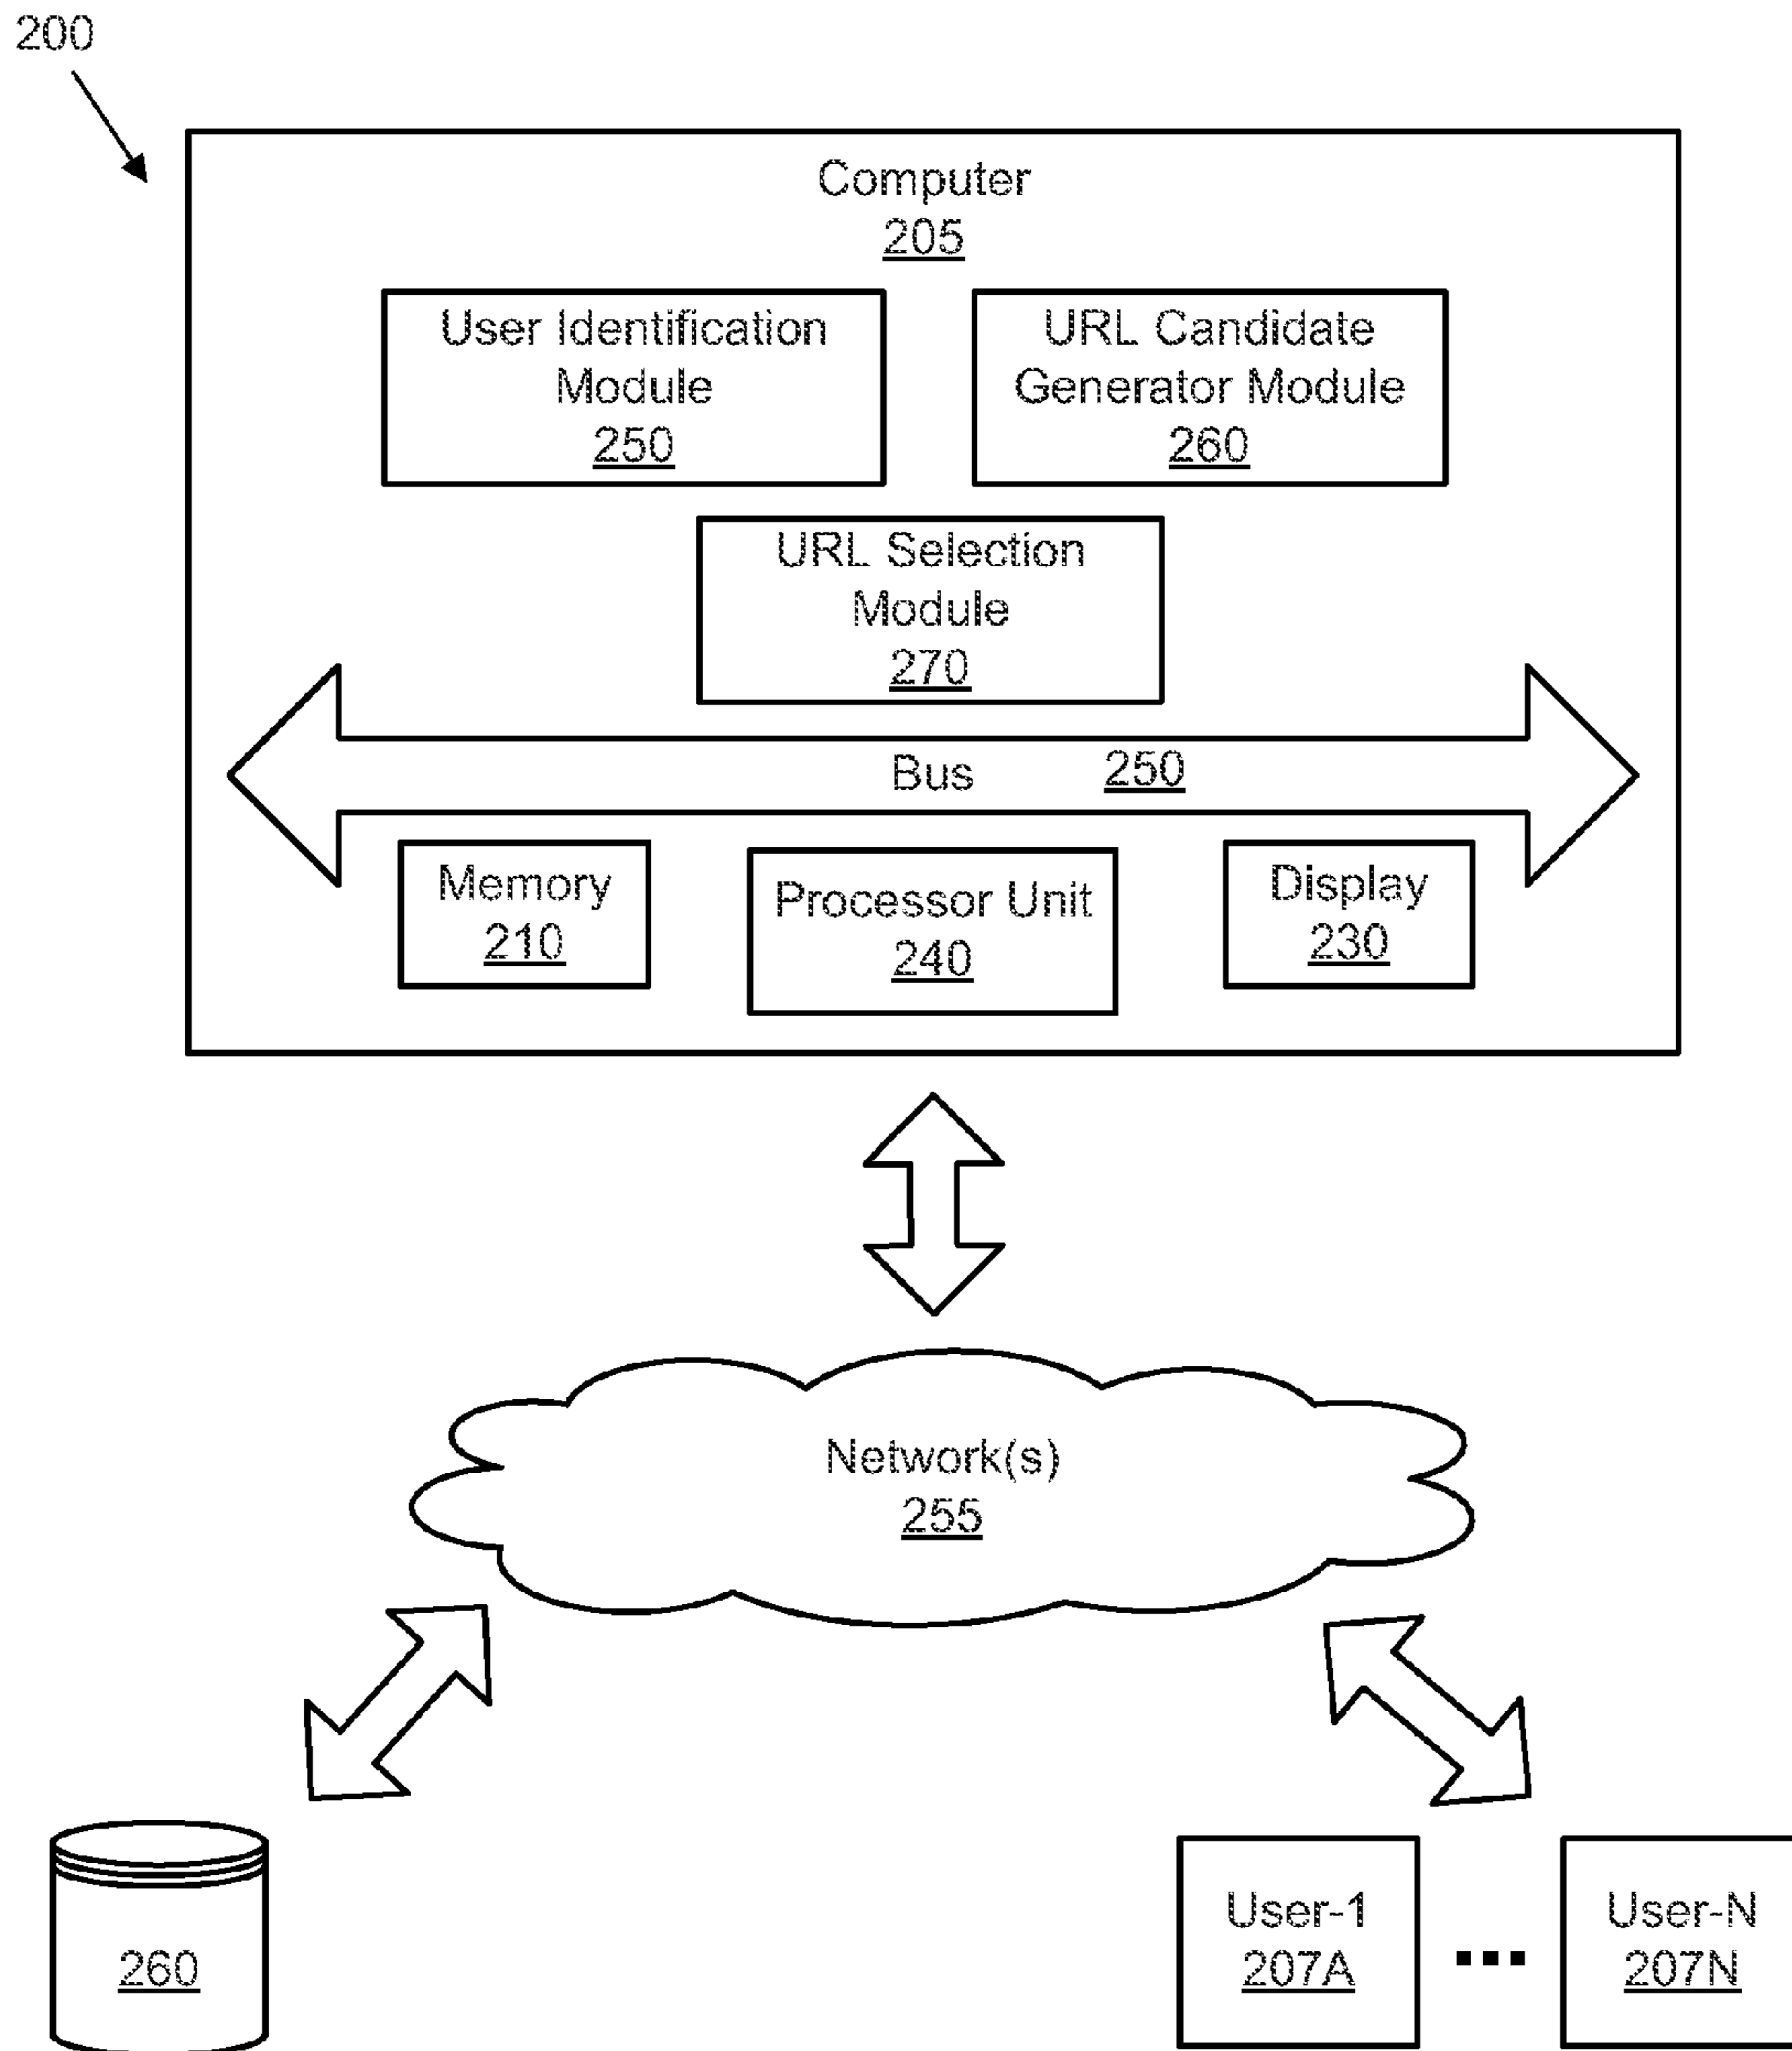 200
Computer
205
User Identification
Module
250
URL Candidate
Generator Module
260
URL Selection
Module
270
Bus 250
Memory
210
Processor Unit
240
Display
230
Network(s)
255
260
User-1
207A
User-N
207N